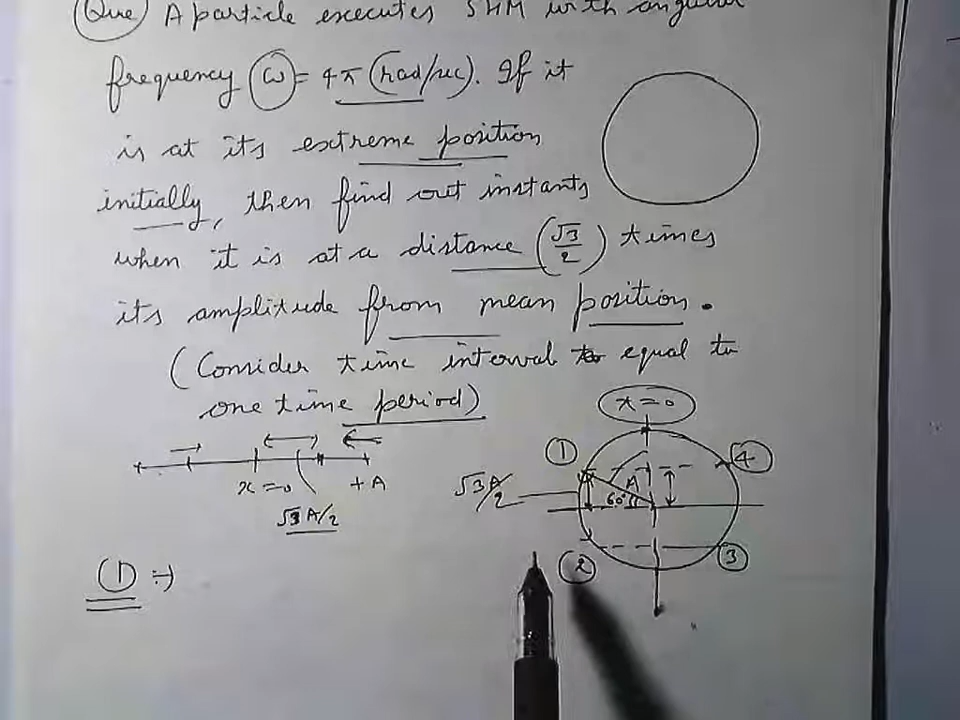 (Que) A particle executes SHM with angular
frequency (ω) = 4π (rad/sec). If it
is at its extreme position
initially, then find out instants
when it is at a distance (√3/2) times
its amplitude from mean position.
(Consider time interval to equal to
one time period)
x=0
① ④
x=0 +A
√3A/2
√3A/2
A
60°
② ③
① :-)